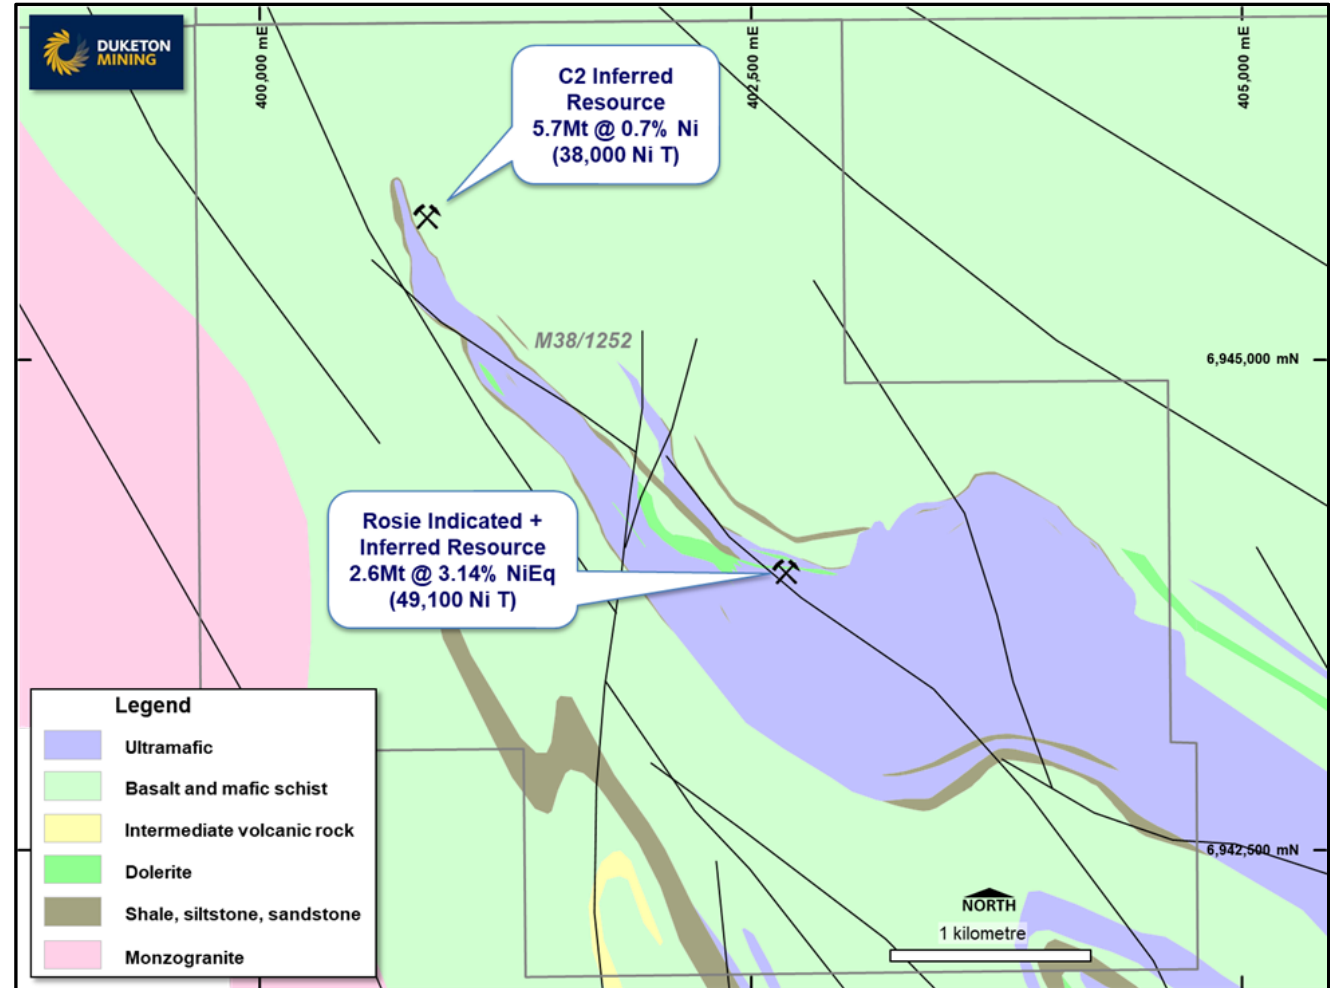 DUKETON
MINING
400,000 mE
402,500 mE
405,000 mE
C2 Inferred
Resource
5.7Mt @ 0.7% Ni
(38,000 Ni T)
M38/1252
6,945,000 mN
Rosie Indicated +
Inferred Resource
2.6Mt @ 3.14% NiEq
(49,100 Ni T)
Legend
Ultramafic
Basalt and mafic schist
Intermediate volcanic rock
Dolerite
Shale, siltstone, sandstone
Monzogranite
6,942,500 mN
NORTH
1 kilometre